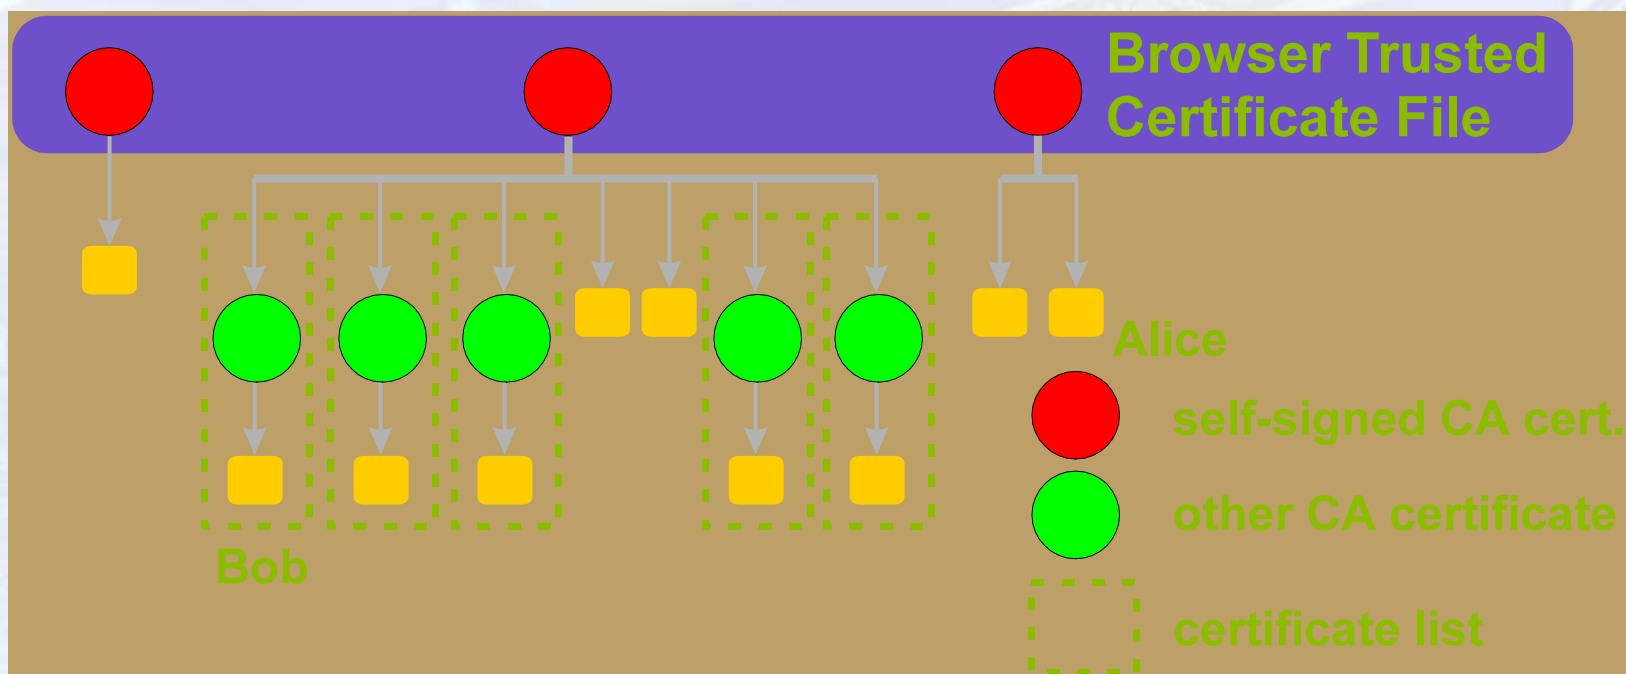 Browser Trusted
Certificate File
Alice
self-signed CA cert.
other CA certificate
Bob
certificate list